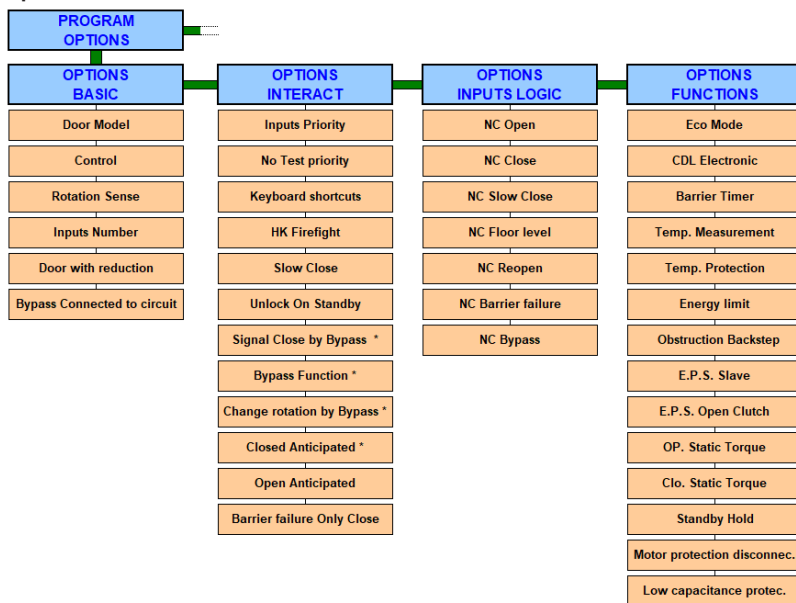 PROGRAM
OPTIONS
OPTIONS
BASIC
Door Model
Control
Rotation Sense
Inputs Number
Door with reduction
Bypass Connected to circuit
OPTIONS
INTERACT
Inputs Priority
No Test priority
Keyboard shortcuts
HK Firefight
Slow Close
Unlock On Standby
Signal Close by Bypass *
Bypass Function *
Change rotation by Bypass *
Closed Anticipated *
Open Anticipated
Barrier failure Only Close
OPTIONS
INPUTS LOGIC
NC Open
NC Close
NC Slow Close
NC Floor level
NC Reopen
NC Barrier failure
NC Bypass
OPTIONS
FUNCTIONS
Eco Mode
CDL Electronic
Barrier Timer
Temp. Measurement
Temp. Protection
Energy limit
Obstruction Backstep
E.P.S. Slave
E.P.S. Open Clutch
OP. Static Torque
Clo. Static Torque
Standby Hold
Motor protection disconnec.
Low capacitance protec.